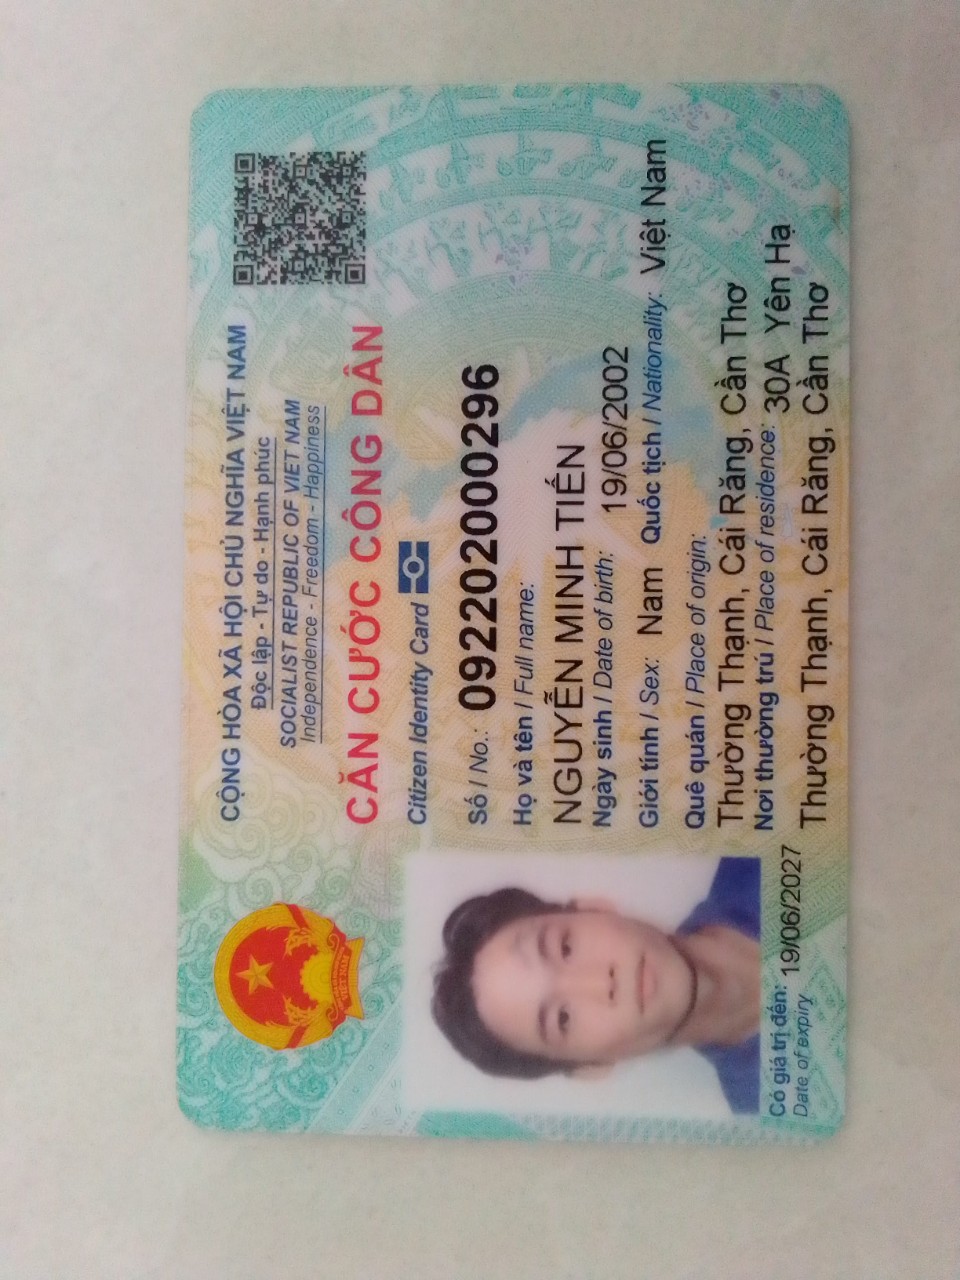 CỘNG HÒA XÃ HỘI CHỦ NGHĨA VIỆT NAM
Độc lập - Tự do - Hạnh phúc
SOCIALIST REPUBLIC OF VIET NAM
Independence - Freedom - Happiness
CĂN CƯỚC CÔNG DÂN
Citizen Identity Card
Số / No.: 092202000296
Họ và tên / Full name:
NGUYỄN MINH TIẾN
Ngày sinh / Date of birth: 19/06/2002
Giới tính / Sex: Nam Quốc tịch / Nationality: Việt Nam
Quê quán / Place of origin:
Thường Thạnh, Cái Răng, Cần Thơ
Nơi thường trú / Place of residence: 30A Yên Hạ
Thường Thạnh, Cái Răng, Cần Thơ
Có giá trị đến: 19/06/2027
Date of expiry